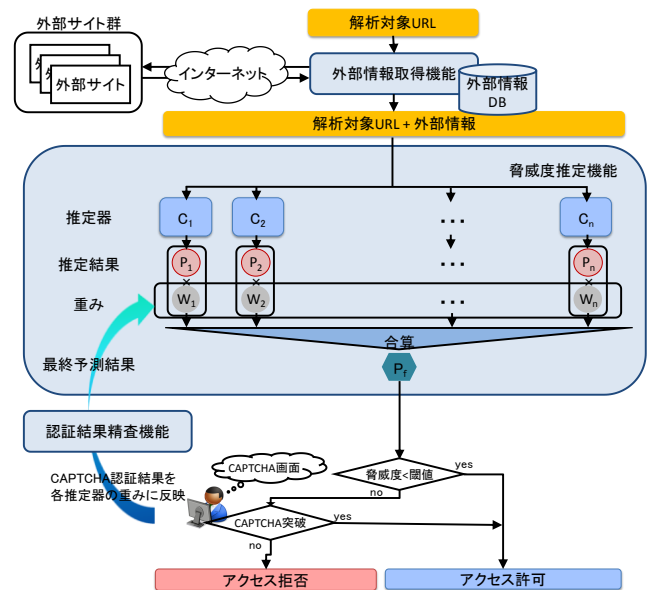 外部サイト群
解析対象URL
外部サイト
インターネット
外部情報取得機能
外部情報
DB
解析対象URL + 外部情報
脅威度推定機能
推定器
C1
C2
...
Cn
推定結果
P1
P2
...
Pn
×
×
×
重み
W1
W2
...
Wn
合算
最終予測結果
Pf
認証結果精査機能
CAPTCHA認証結果を
各推定器の重みに反映
CAPTCHA画面
脅威度<閾値
yes
no
CAPTCHA突破
yes
no
アクセス拒否
アクセス許可